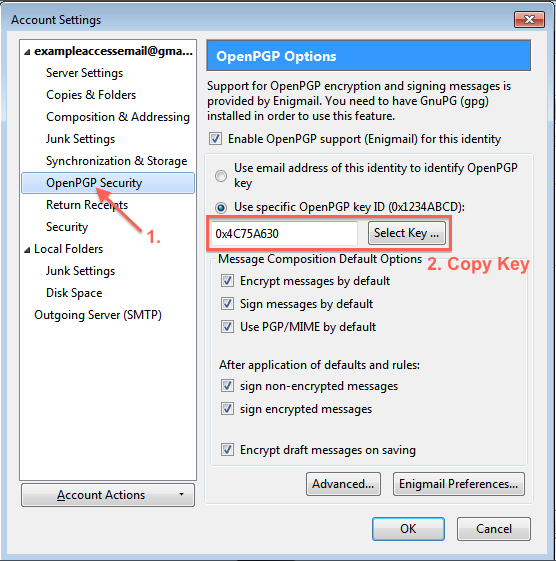 Account Settings
exampleaccessemail@gma...
Server Settings
Copies & Folders
Composition & Addressing
Junk Settings
Synchronization & Storage
OpenPGP Security
Return Receipts
Security
1.
Local Folders
Junk Settings
Disk Space
Outgoing Server (SMTP)
Account Actions
OpenPGP Options
Support for OpenPGP encryption and signing messages is
provided by Enigmail. You need to have GnuPG (gpg)
installed in order to use this feature.
Enable OpenPGP support (Enigmail) for this identity
Use email address of this identity to identify OpenPGP
key
Use specific OpenPGP key ID (0x1234ABCD):
0x4C75A630
Select Key ...
2. Copy Key
Message Composition Default Options
Encrypt messages by default
Sign messages by default
Use PGP/MIME by default
After application of defaults and rules:
sign non-encrypted messages
sign encrypted messages
Encrypt draft messages on saving
Advanced...
Enigmail Preferences...
OK
Cancel